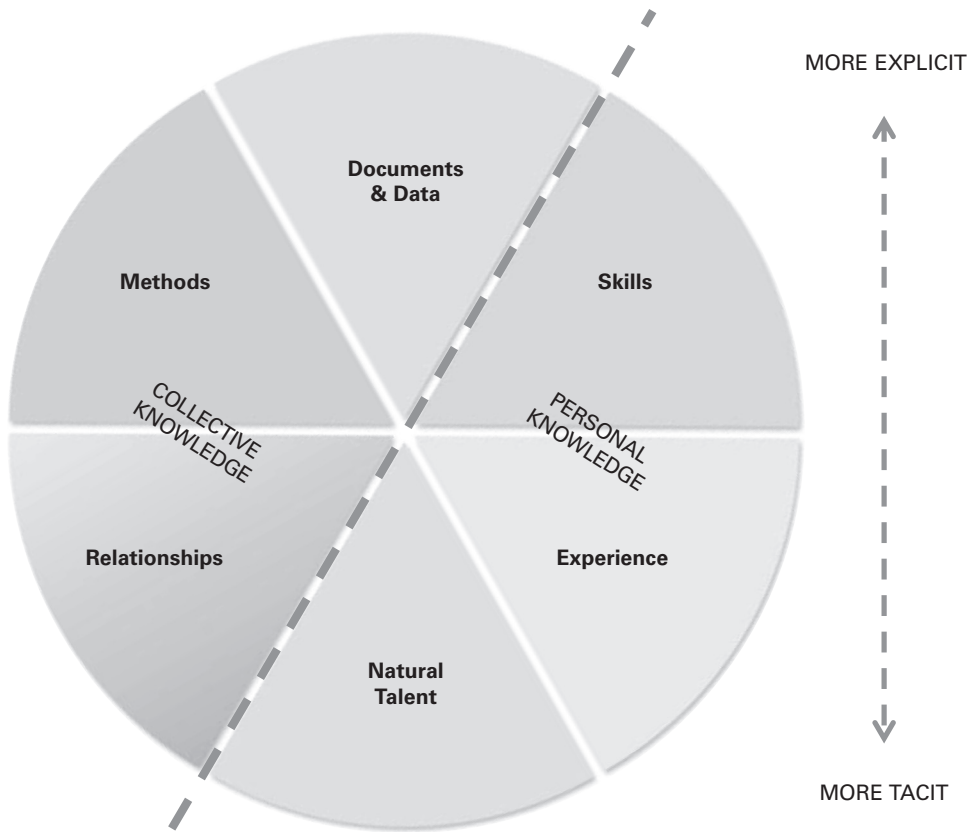 MORE EXPLICIT
Documents
& Data
Methods
Skills
COLLECTIVE
KNOWLEDGE
PERSONAL
KNOWLEDGE
Relationships
Experience
Natural
Talent
MORE TACIT